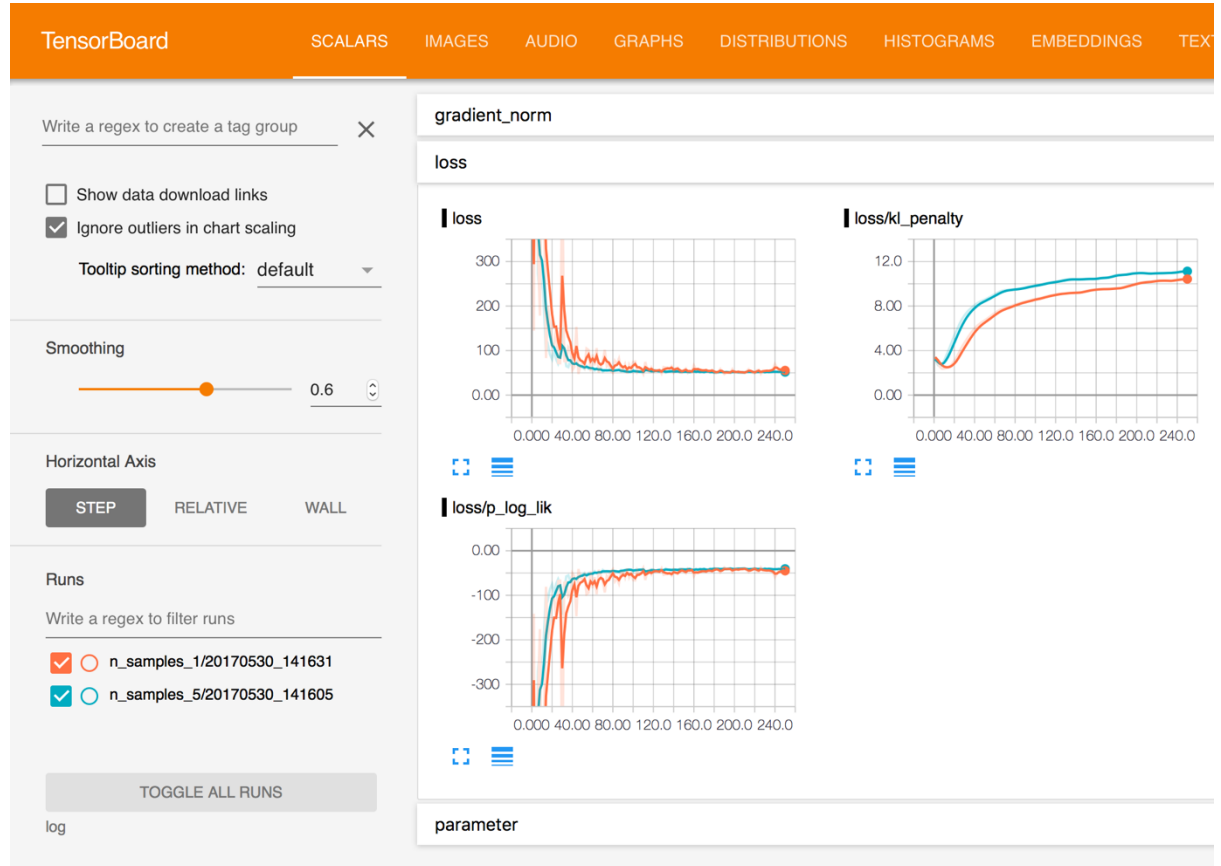 TensorBoard SCALARS IMAGES AUDIO GRAPHS DISTRIBUTIONS HISTOGRAMS EMBEDDINGS TEXT
Write a regex to create a tag group
Show data download links
Ignore outliers in chart scaling
Tooltip sorting method: default
Smoothing
0.6
Horizontal Axis
STEP RELATIVE WALL
Runs
Write a regex to filter runs
n_samples_1/20170530_141631
n_samples_5/20170530_141605
TOGGLE ALL RUNS
log
gradient_norm
loss
loss
300
200
100
0.00
0.000 40.00 80.00 120.0 160.0 200.0 240.0
loss/kl_penalty
12.0
8.00
4.00
0.00
0.000 40.00 80.00 120.0 160.0 200.0 240.0
loss/p_log_lik
0.00
-100
-200
-300
0.000 40.00 80.00 120.0 160.0 200.0 240.0
parameter